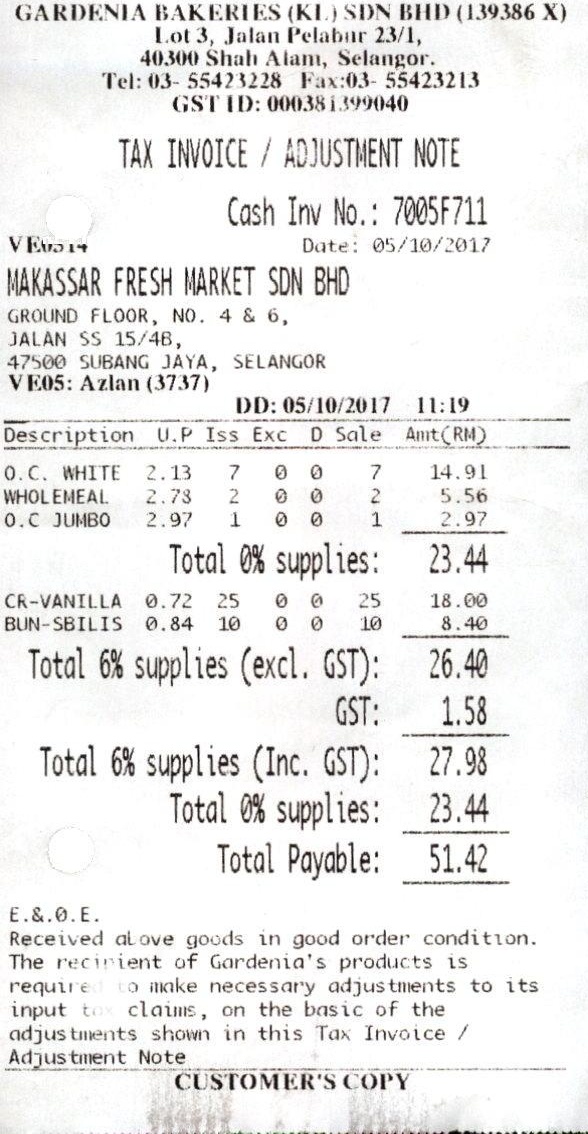 GARDENIA BAKERIES (KL) SDN BHD (139386 X)
Lot 3, Jalan Pelabur 23/1,
40300 Shah Alam, Selangor.
Tel: 03- 55423228 Fax:03- 55423213
GST ID: 000381399040
TAX INVOICE / ADJUSTMENT NOTE
Cash Inv No.: 7005F711
VE0514 Date: 05/10/2017
MAKASSAR FRESH MARKET SDN BHD
GROUND FLOOR, NO. 4 & 6,
JALAN SS 15/4B,
47500 SUBANG JAYA, SELANGOR
VE05: Azlan (3737)
DD: 05/10/2017 11:19
Description U.P Iss Exc D Sale Amt(RM)
O.C. WHITE 2.13 7 0 0 7 14.91
WHOLEMEAL 2.78 2 0 0 2 5.56
O.C JUMBO 2.97 1 0 0 1 2.97
Total 0% supplies: 23.44
CR-VANILLA 0.72 25 0 0 25 18.00
BUN-SBILIS 0.84 10 0 0 10 8.40
Total 6% supplies (excl. GST): 26.40
GST: 1.58
Total 6% supplies (Inc. GST): 27.98
Total 0% supplies: 23.44
Total Payable: 51.42
E.&.O.E.
Received above goods in good order condition.
The recipient of Gardenia's products is
required to make necessary adjustments to its
input tax claims, on the basic of the
adjustments shown in this Tax Invoice /
Adjustment Note
CUSTOMER'S COPY